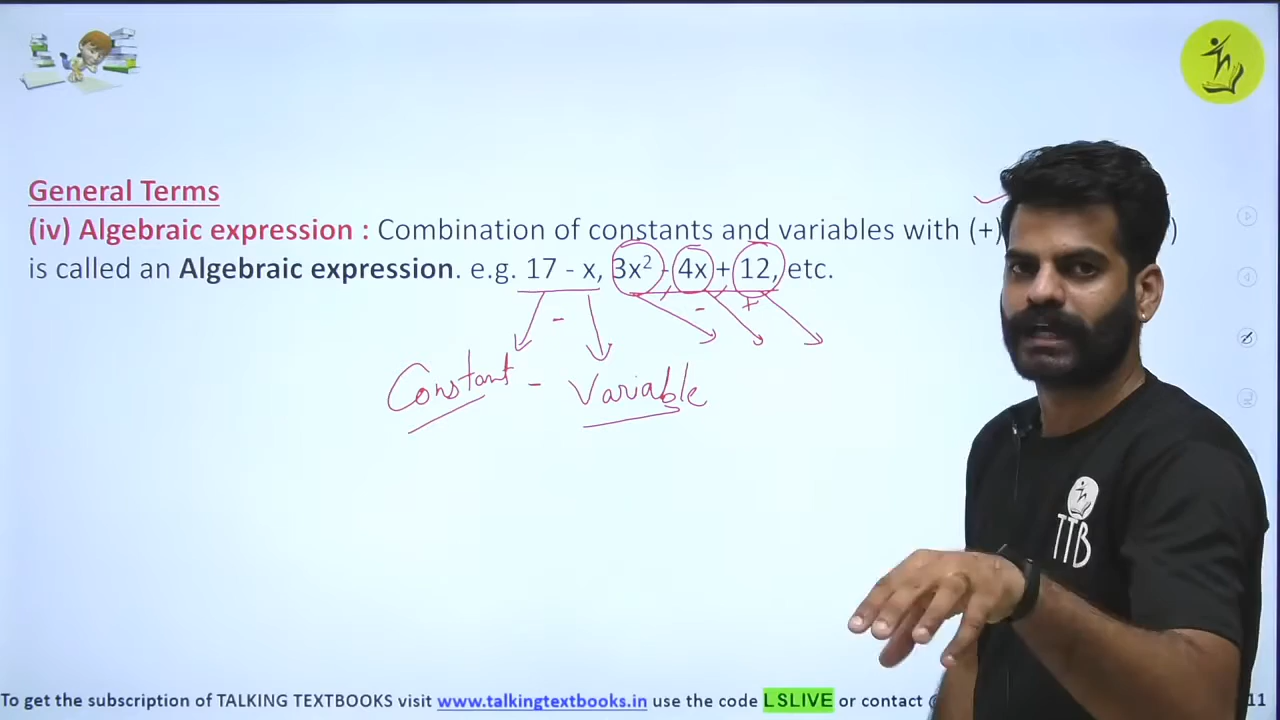 General Terms
(iv) Algebraic expression : Combination of constants and variables with (+) )
is called an Algebraic expression. e.g. 17 - x, 3x² - 4x + 12, etc.
- - +
Constant - Variable
TTB
To get the subscription of TALKING TEXTBOOKS visit www.talkingtextbooks.in use the code LSLIVE or contact @ 11